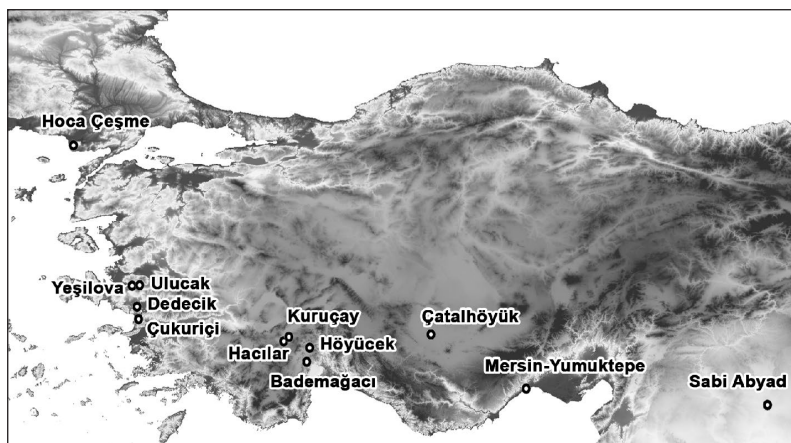 Hoca Çeşme
Yeşilova
Ulucak
Dedecik
Çukuriçi
Kuruçay
Hacılar
Höyücek
Bademağacı
Çatalhöyük
Mersin-Yumuktepe
Sabi Abyad